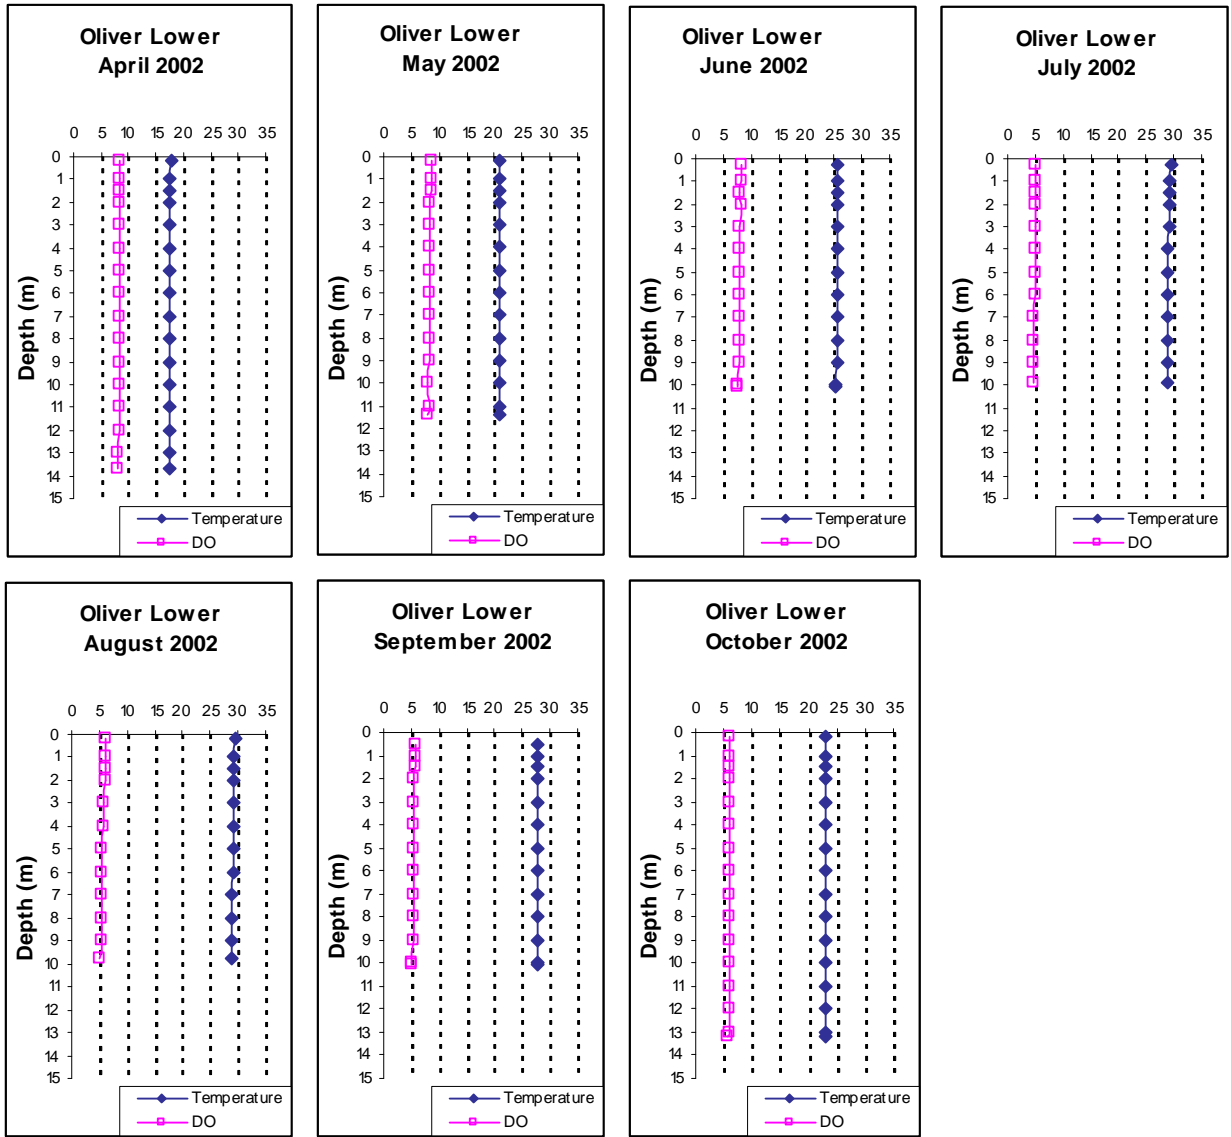 Oliver Lower
April 2002
0 5 10 15 20 25 30 35
0
1
2
3
4
5
6
7
8
9
10
11
12
13
14
15
Depth (m)
Temperature
DO
Oliver Lower
May 2002
0 5 10 15 20 25 30 35
0
1
2
3
4
5
6
7
8
9
10
11
12
13
14
15
Depth (m)
Temperature
DO
Oliver Lower
June 2002
0 5 10 15 20 25 30 35
0
1
2
3
4
5
6
7
8
9
10
11
12
13
14
15
Depth (m)
Temperature
DO
Oliver Lower
July 2002
0 5 10 15 20 25 30 35
0
1
2
3
4
5
6
7
8
9
10
11
12
13
14
15
Depth (m)
Temperature
DO
Oliver Lower
August 2002
0 5 10 15 20 25 30 35
0
1
2
3
4
5
6
7
8
9
10
11
12
13
14
15
Depth (m)
Temperature
DO
Oliver Lower
September 2002
0 5 10 15 20 25 30 35
0
1
2
3
4
5
6
7
8
9
10
11
12
13
14
15
Depth (m)
Temperature
DO
Oliver Lower
October 2002
0 5 10 15 20 25 30 35
0
1
2
3
4
5
6
7
8
9
10
11
12
13
14
15
Depth (m)
Temperature
DO